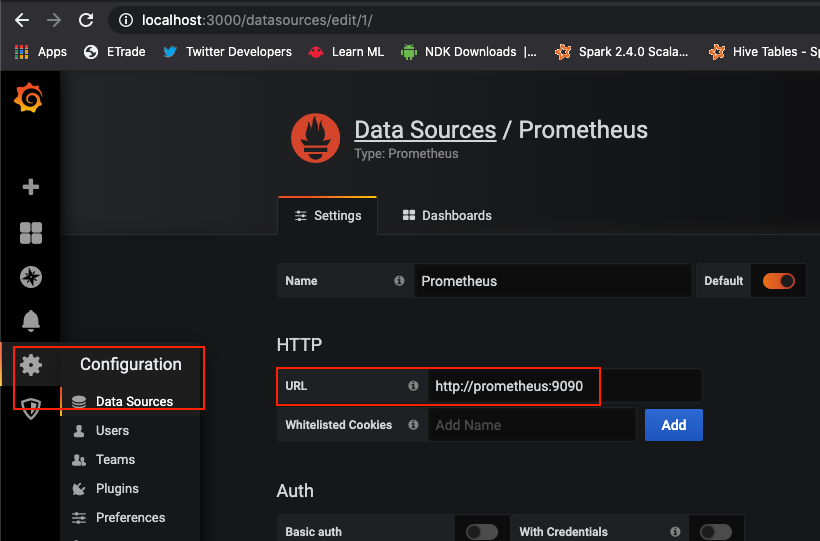 localhost:3000/datasources/edit/1/
Apps
ETrade
Twitter Developers
Learn ML
NDK Downloads |...
Spark 2.4.0 Scala...
Hive Tables - Sp
Data Sources / Prometheus
Type: Prometheus
Settings
Dashboards
Name
Prometheus
Default
HTTP
Configuration
URL
http://prometheus:9090
Data Sources
Whitelisted Cookies
Add Name
Add
Users
Teams
Plugins
Auth
Preferences
Basic auth
With Credentials